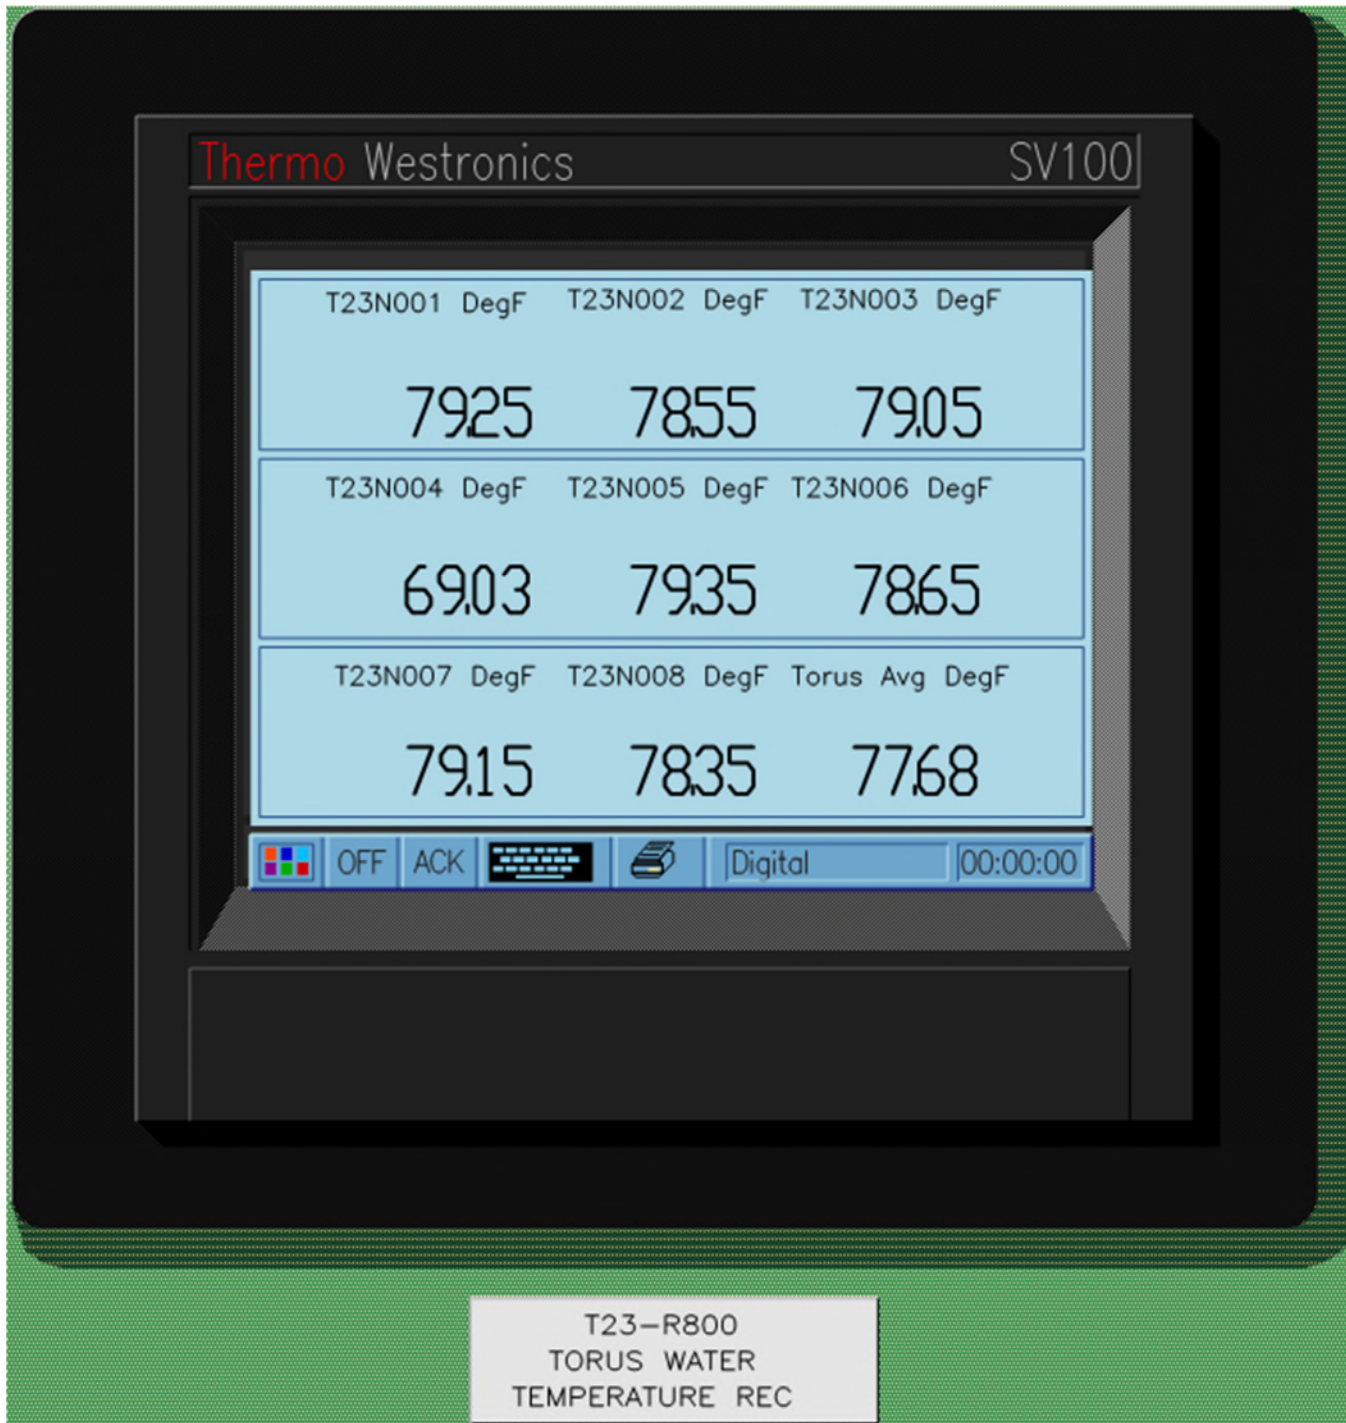 Thermo Westronics SV100
T23N001 DegF T23N002 DegF T23N003 DegF
79.25 78.55 79.05
T23N004 DegF T23N005 DegF T23N006 DegF
69.03 79.35 78.65
T23N007 DegF T23N008 DegF Torus Avg DegF
79.15 78.35 77.68
OFF ACK Digital 00:00:00
T23-R800
TORUS WATER
TEMPERATURE REC